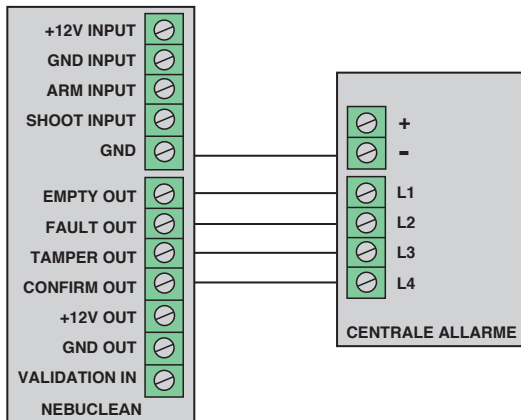 +12V INPUT
GND INPUT
ARM INPUT
SHOOT INPUT
GND
EMPTY OUT
FAULT OUT
TAMPER OUT
CONFIRM OUT
+12V OUT
GND OUT
VALIDATION IN
NEBUCLEAN
+
-
L1
L2
L3
L4
CENTRALE ALLARME